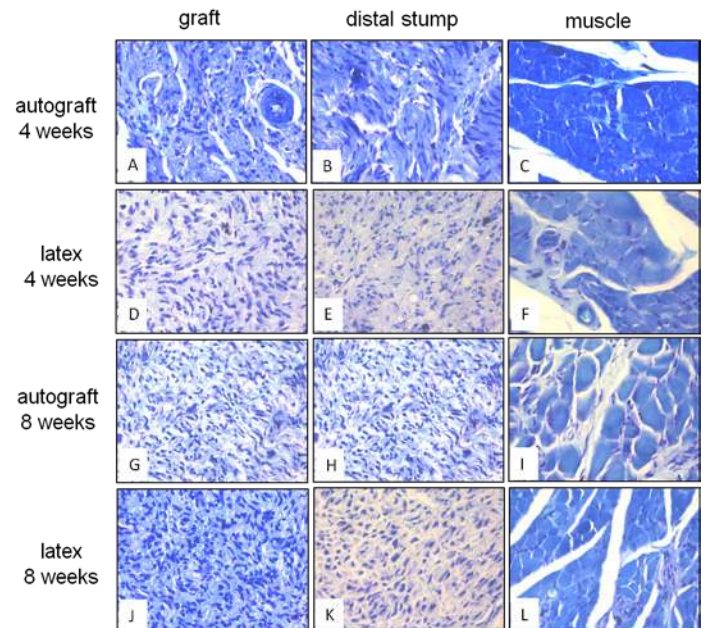 graft distal stump muscle
autograft
4 weeks
A B C
latex
4 weeks
D E F
autograft
8 weeks
G H I
latex
8 weeks
J K L